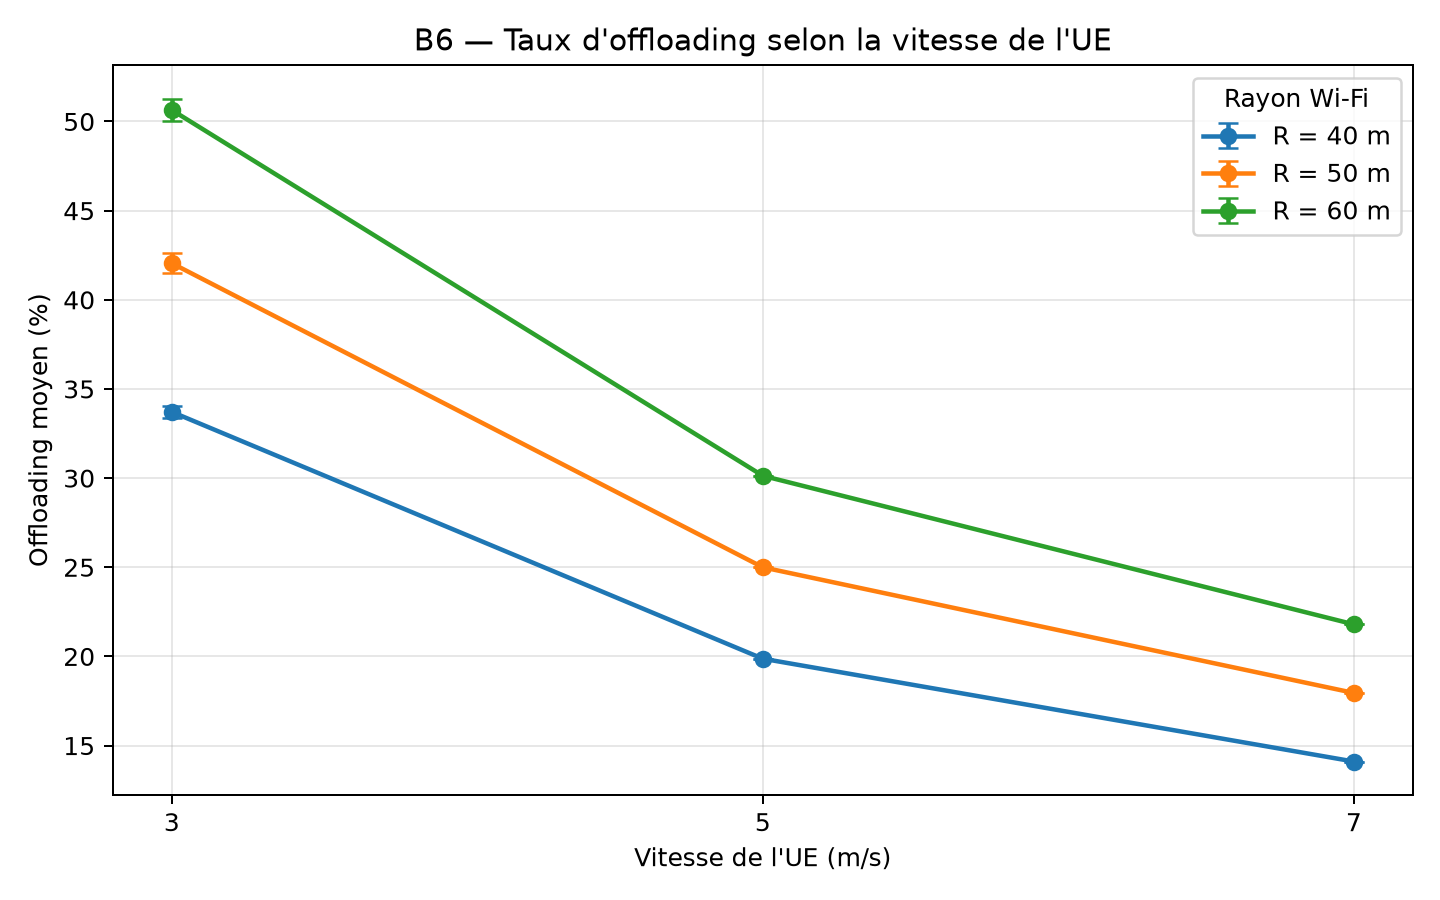 B6 — Taux d'offloading selon la vitesse de l'UE
Offloading moyen (%)
50
45
40
35
30
25
20
15
3
5
7
Vitesse de l'UE (m/s)
Rayon Wi-Fi
R = 40 m
R = 50 m
R = 60 m